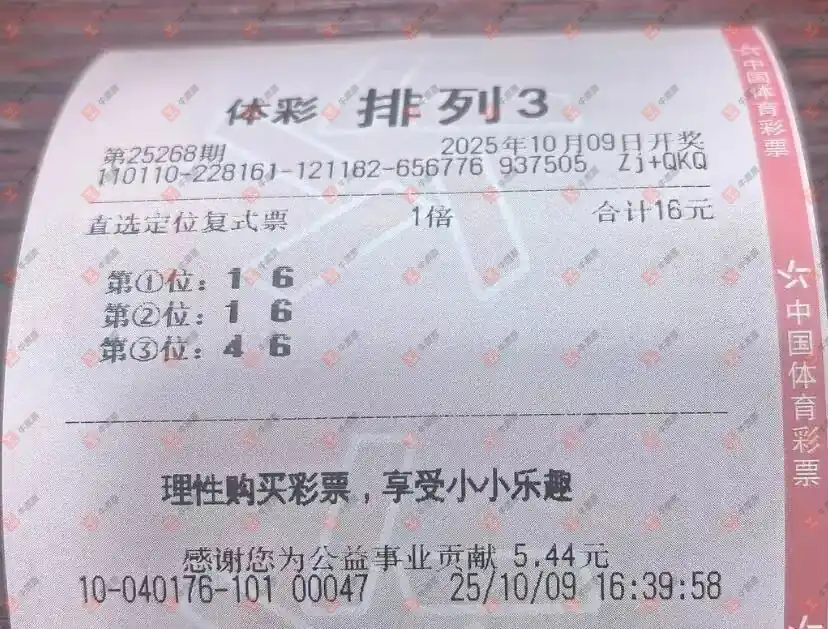 体彩 排列3
第25268期 2025年10月09日开奖
110110-228161-121182-656776 937505 Zj+QKQ
直选定位复式票 1倍 合计16元
第①位：1 6
第②位：1 6
第③位：4 6
理性购买彩票，享受小小乐趣
感谢您为公益事业贡献 5.44元
10-040176-101 00047 25/10/09 16:39:58
中国体育彩票
中国体育彩票